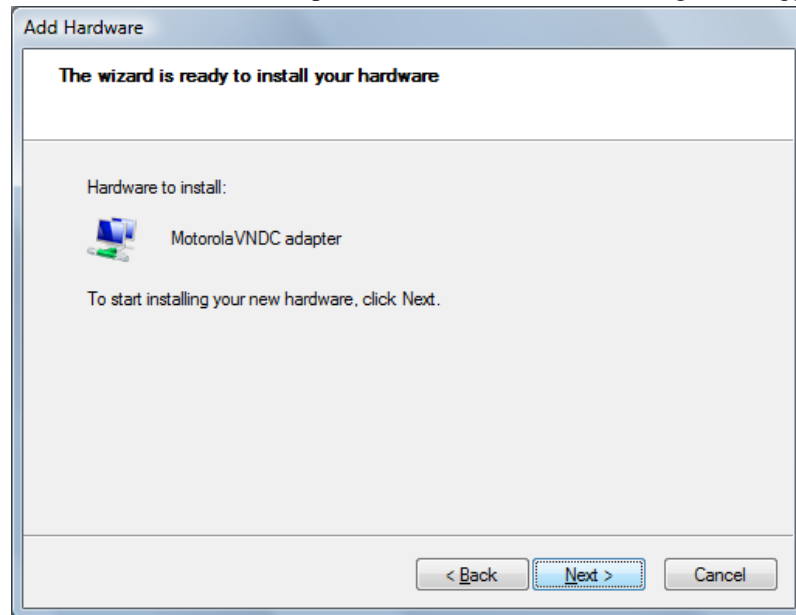 Add Hardware
The wizard is ready to install your hardware
Hardware to install:
MotorolaVNDC adapter
To start installing your new hardware, click Next.
< Back Next > Cancel